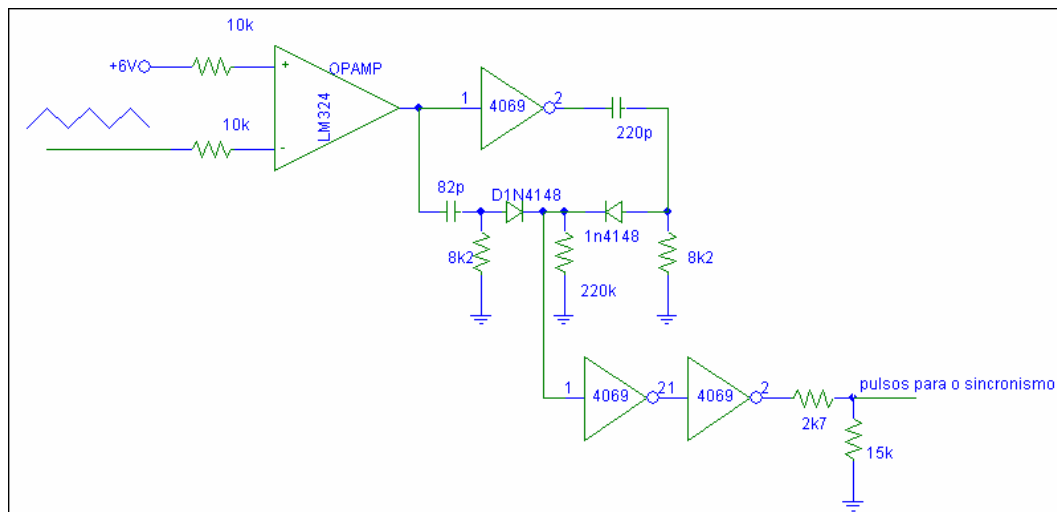 10k
+6V
+
OPAMP
LM324
10k
-
1
4069
2
220p
82p
D1N4148
1n4148
8k2
220k
8k2
1
4069
21
4069
2
2k7
pulsos para o sincronismo
15k